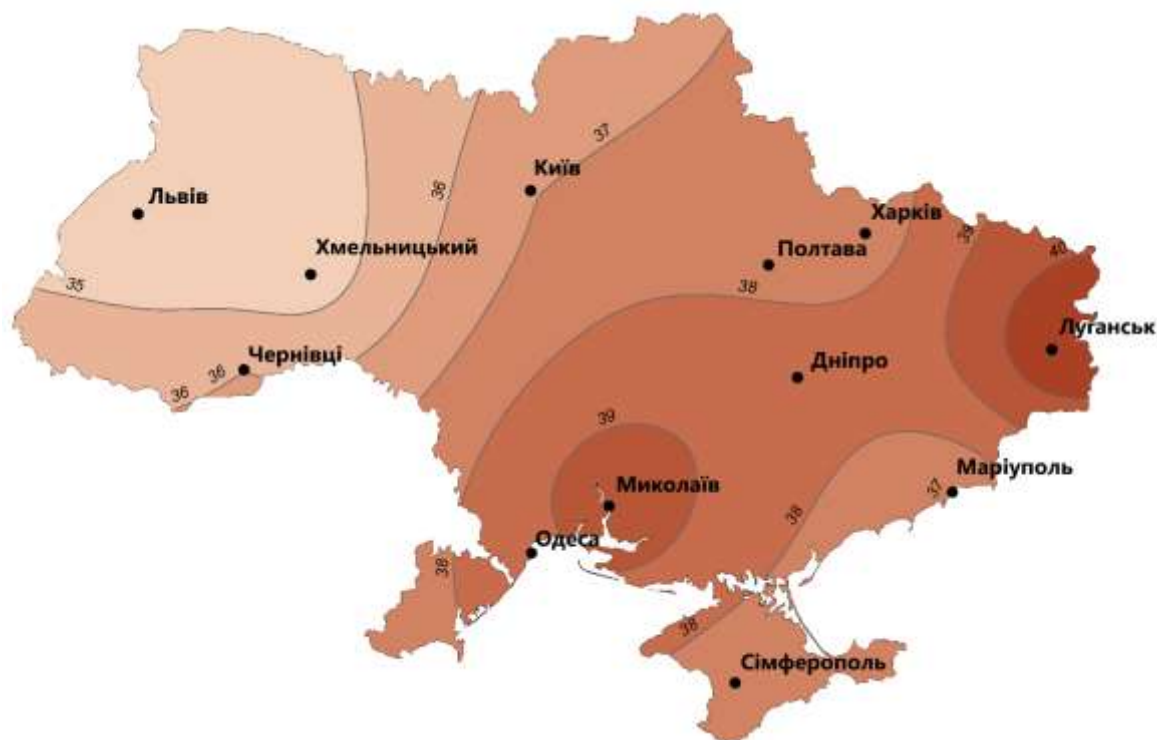 37
Київ
36
Львів
Харків
39
Хмельницький
Полтава
40
35
38
Луганськ
Чернівці
Дніпро
36
36
39
Маріуполь
Миколаїв
37
38
Одеса
38
38
Сімферополь